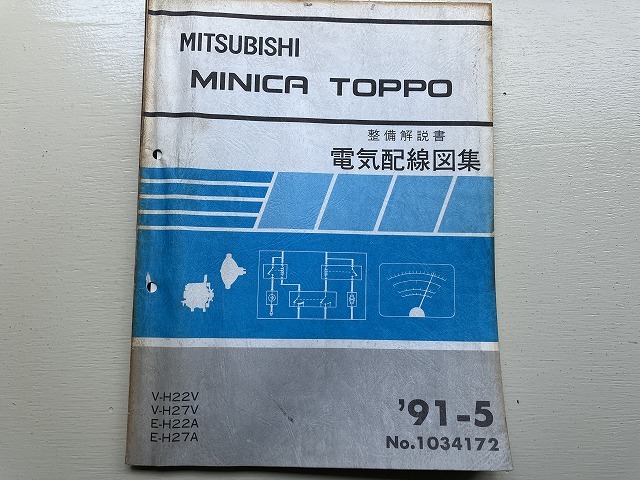 MITSUBISHI
MINICA TOPPO
整備解説書
電気配線図集
V-H22V
V-H27V
E-H22A
E-H27A
'91-5
No.1034172